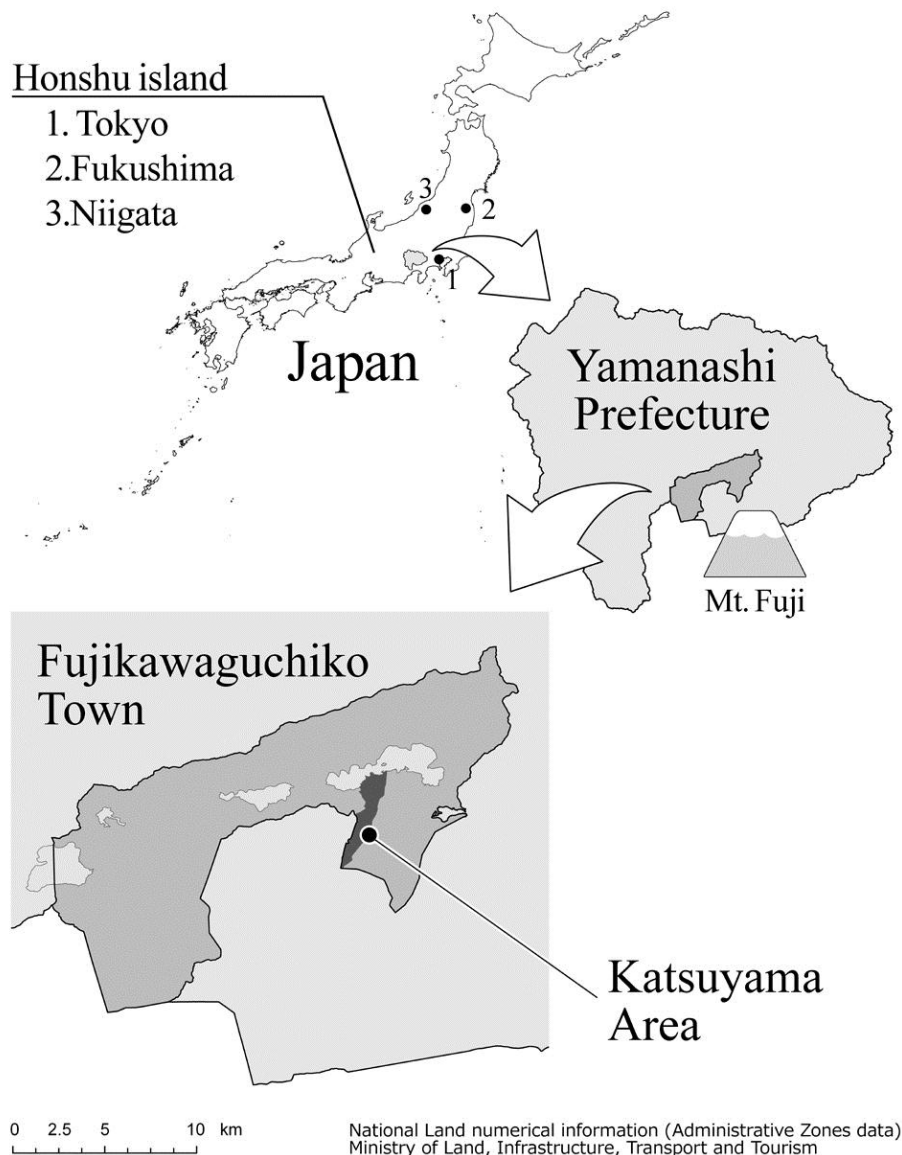 Honshu island
1. Tokyo
2.Fukushima
3.Niigata
3
2
1
Japan
Yamanashi
Prefecture
Mt. Fuji
Fujikawaguchiko
Town
Katsuyama
Area
0 2.5 5 10 km
National Land numerical information (Administrative Zones data)
Ministry of Land, Infrastructure, Transport and Tourism